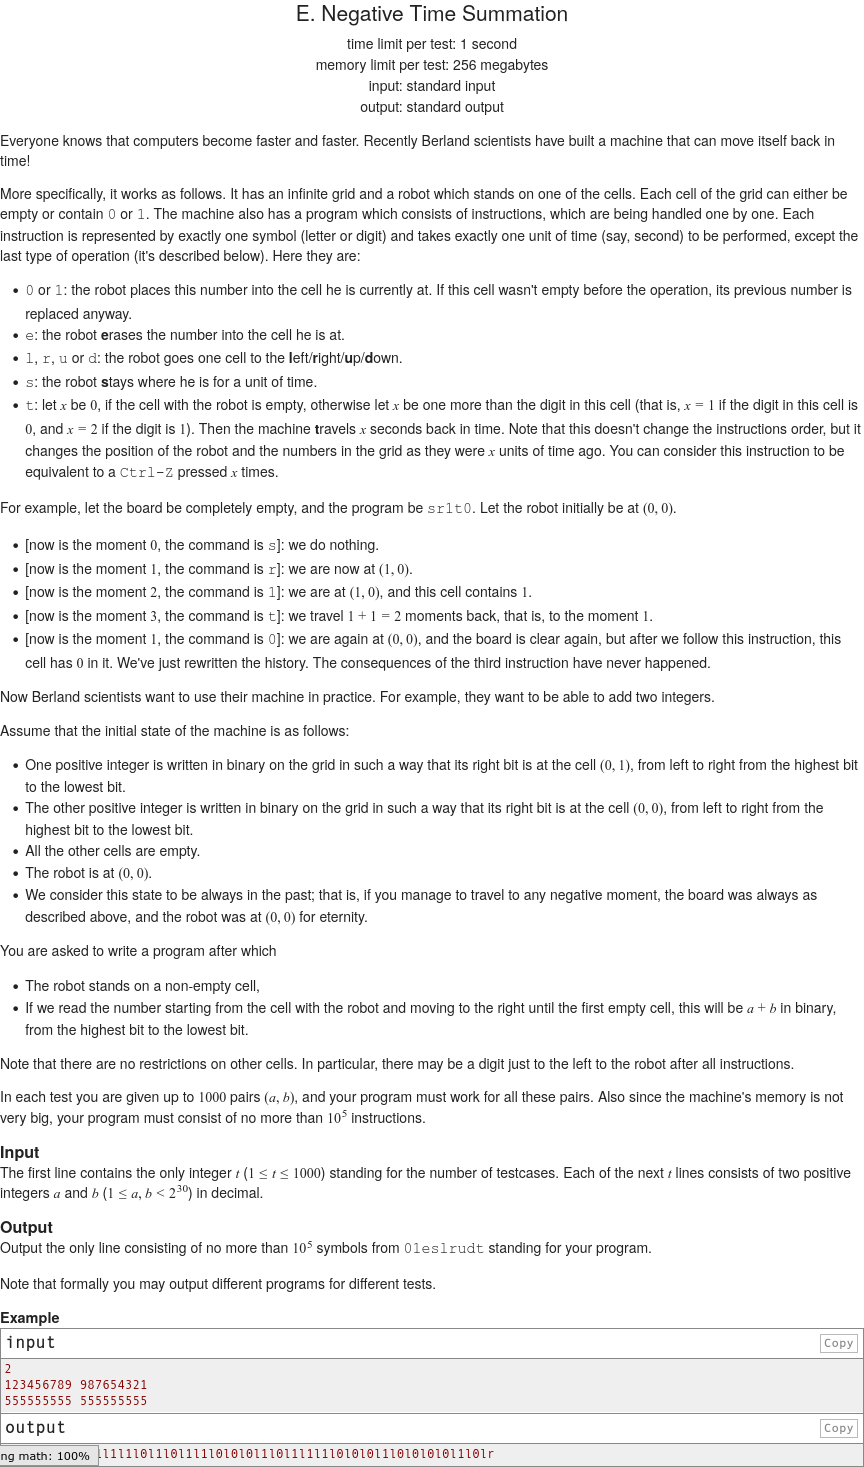 E. Negative Time Summation
time limit per test: 1 second
memory limit per test: 256 megabytes
input: standard input
output: standard output
Everyone knows that computers become faster and faster. Recently Berland scientists have built a machine that can move itself back in
time!
More specifically, it works as follows. It has an infinite grid and a robot which stands on one of the cells. Each cell of the grid can either be
empty or contain 0 or 1. The machine also has a program which consists of instructions, which are being handled one by one. Each
instruction is represented by exactly one symbol (letter or digit) and takes exactly one unit of time (say, second) to be performed, except the
last type of operation (it's described below). Here they are:
• 0 or 1: the robot places this number into the cell he is currently at. If this cell wasn't empty before the operation, its previous number is
replaced anyway.
• e: the robot erases the number into the cell he is at.
• l, r, u or d: the robot goes one cell to the left/right/up/down.
• s: the robot stays where he is for a unit of time.
• t: let x be 0, if the cell with the robot is empty, otherwise let x be one more than the digit in this cell (that is, x = 1 if the digit in this cell is
0, and x = 2 if the digit is 1). Then the machine travels x seconds back in time. Note that this doesn't change the instructions order, but it
changes the position of the robot and the numbers in the grid as they were x units of time ago. You can consider this instruction to be
equivalent to a Ctrl-Z pressed x times.
For example, let the board be completely empty, and the program be sr1t0. Let the robot initially be at (0, 0).
• [now is the moment 0, the command is s]: we do nothing.
• [now is the moment 1, the command is r]: we are now at (1, 0).
• [now is the moment 2, the command is 1]: we are at (1, 0), and this cell contains 1.
• [now is the moment 3, the command is t]: we travel 1 + 1 = 2 moments back, that is, to the moment 1.
• [now is the moment 1, the command is 0]: we are again at (0, 0), and the board is clear again, but after we follow this instruction, this
cell has 0 in it. We've just rewritten the history. The consequences of the third instruction have never happened.
Now Berland scientists want to use their machine in practice. For example, they want to be able to add two integers.
Assume that the initial state of the machine is as follows:
• One positive integer is written in binary on the grid in such a way that its right bit is at the cell (0, 1), from left to right from the highest bit
to the lowest bit.
• The other positive integer is written in binary on the grid in such a way that its right bit is at the cell (0, 0), from left to right from the
highest bit to the lowest bit.
• All the other cells are empty.
• The robot is at (0, 0).
• We consider this state to be always in the past; that is, if you manage to travel to any negative moment, the board was always as
described above, and the robot was at (0, 0) for eternity.
You are asked to write a program after which
• The robot stands on a non-empty cell,
• If we read the number starting from the cell with the robot and moving to the right until the first empty cell, this will be a + b in binary,
from the highest bit to the lowest bit.
Note that there are no restrictions on other cells. In particular, there may be a digit just to the left to the robot after all instructions.
In each test you are given up to 1000 pairs (a, b), and your program must work for all these pairs. Also since the machine's memory is not
very big, your program must consist of no more than 10^5 instructions.
Input
The first line contains the only integer t (1 ≤ t ≤ 1000) standing for the number of testcases. Each of the next t lines consists of two positive
integers a and b (1 ≤ a, b < 2^30) in decimal.
Output
Output the only line consisting of no more than 10^5 symbols from 01eslrudt standing for your program.
Note that formally you may output different programs for different tests.
Example
input
Copy
2
123456789 987654321
555555555 555555555
output
Copy
ng math: 100%